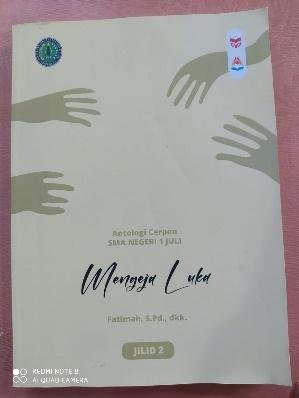 Antologi Cerpen
SMA NEGERI 1 JULI
Mengeja Luka
Fatimah, S.Pd., dkk.
JILID 2
REDMI NOTE 8
AI QUAD CAMERA